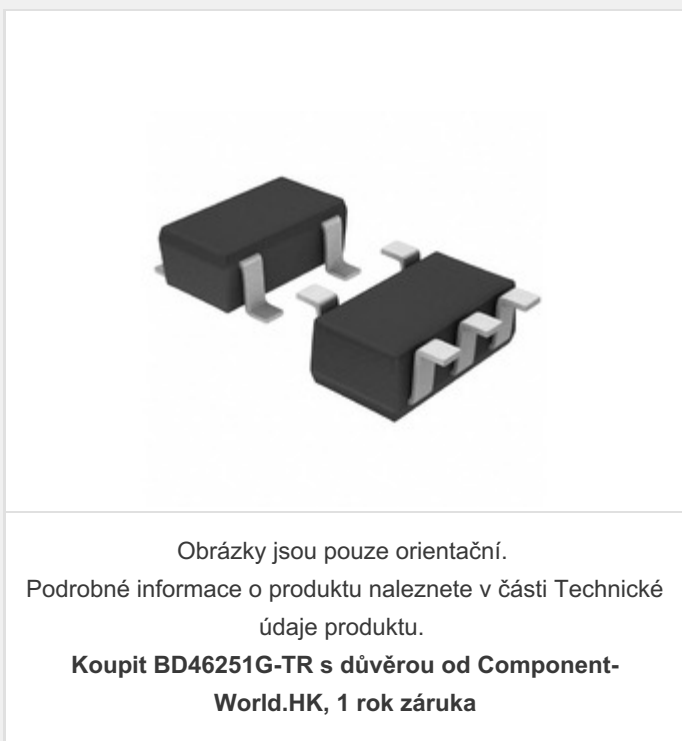 Obrázky jsou pouze orientační.
Podrobné informace o produktu naleznete v části Technické
údaje produktu.
Koupit BD46251G-TR s důvěrou od Component-
World.HK, 1 rok záruka